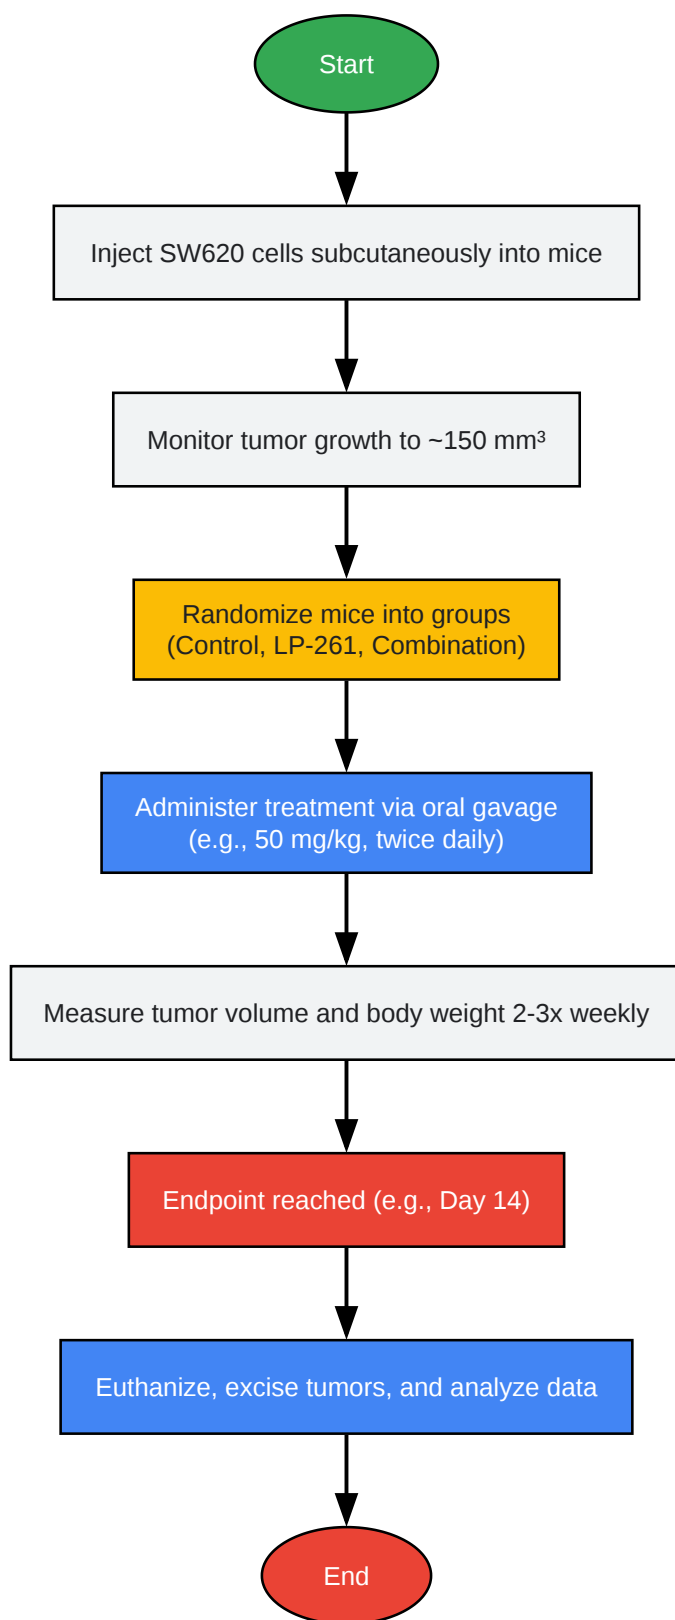 Start
Inject SW620 cells subcutaneously into mice
Monitor tumor growth to ~150 mm³
Randomize mice into groups
(Control, LP-261, Combination)
Administer treatment via oral gavage
(e.g., 50 mg/kg, twice daily)
Measure tumor volume and body weight 2-3x weekly
Endpoint reached (e.g., Day 14)
Euthanize, excise tumors, and analyze data
End